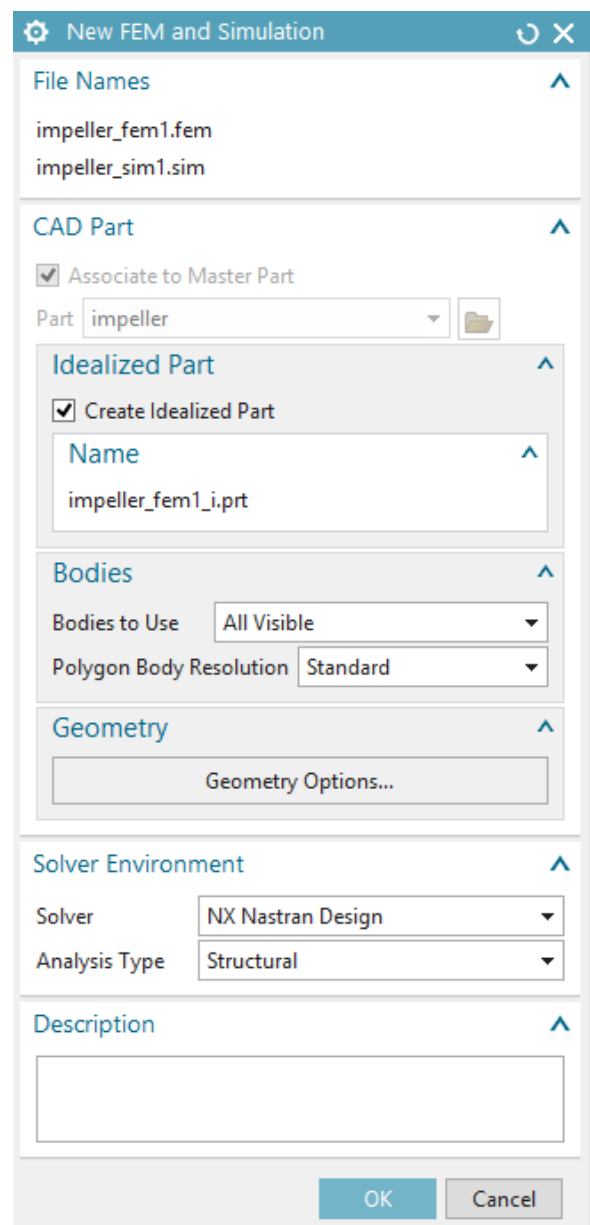 New FEM and Simulation
File Names
impeller_fem1.fem
impeller_sim1.sim
CAD Part
Associate to Master Part
Part impeller
Idealized Part
Create Idealized Part
Name
impeller_fem1_i.prt
Bodies
Bodies to Use All Visible
Polygon Body Resolution Standard
Geometry
Geometry Options...
Solver Environment
Solver NX Nastran Design
Analysis Type Structural
Description
OK Cancel